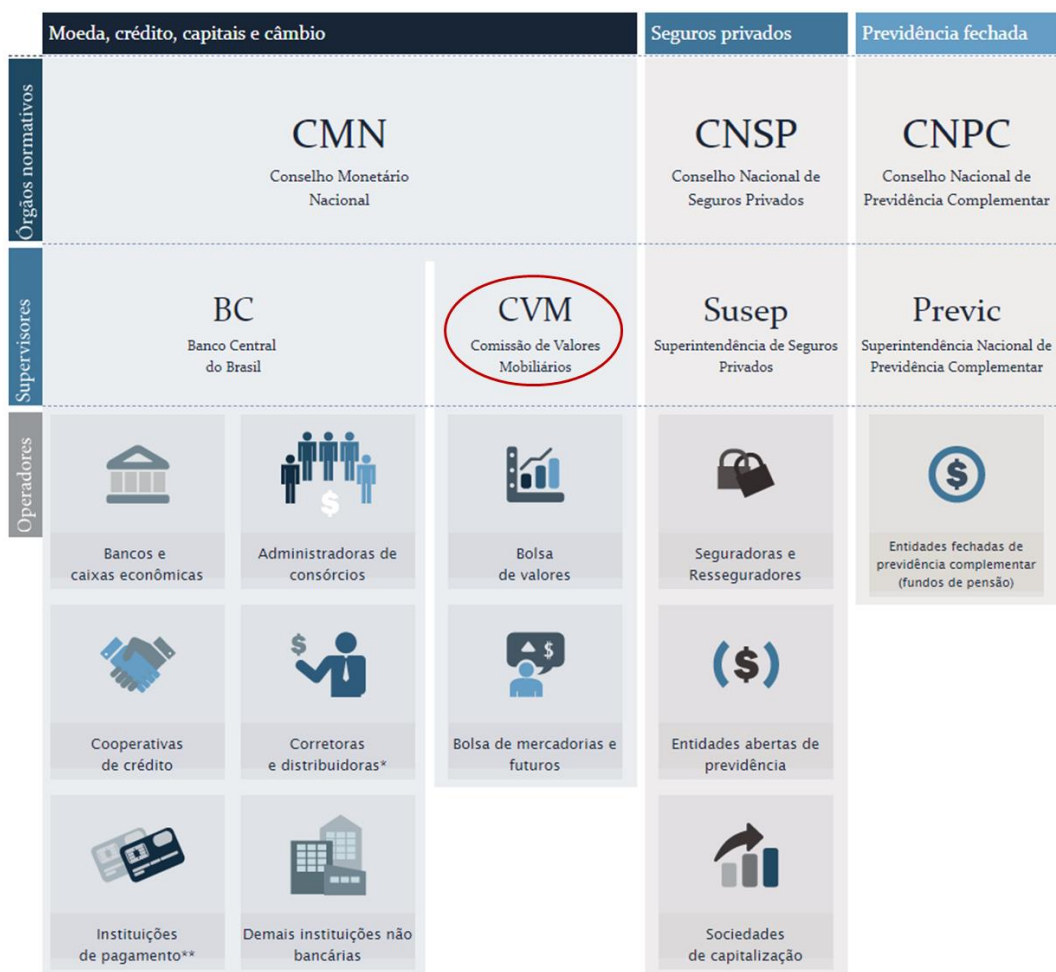 Moeda, crédito, capitais e câmbio
Seguros privados
Previdência fechada
Órgãos normativos
CMN
Conselho Monetário
Nacional
CNSP
Conselho Nacional de
Seguros Privados
CNPC
Conselho Nacional de
Previdência Complementar
Supervisores
BC
Banco Central
do Brasil
CVM
Comissão de Valores
Mobiliários
Susep
Superintendência de Seguros
Privados
Previc
Superintendência Nacional de
Previdência Complementar
Operadores
$
$
Bancos e
caixas econômicas
Administradoras de
consórcios
Bolsa
de valores
Seguradoras e
Resseguradores
Entidades fechadas de
previdência complementar
(fundos de pensão)
$
$
($)
Cooperativas
de crédito
Corretoras
e distribuidoras*
Bolsa de mercadorias e
futuros
Entidades abertas de
previdência
Instituições
de pagamento**
Demais instituições não
bancárias
Sociedades
de capitalização